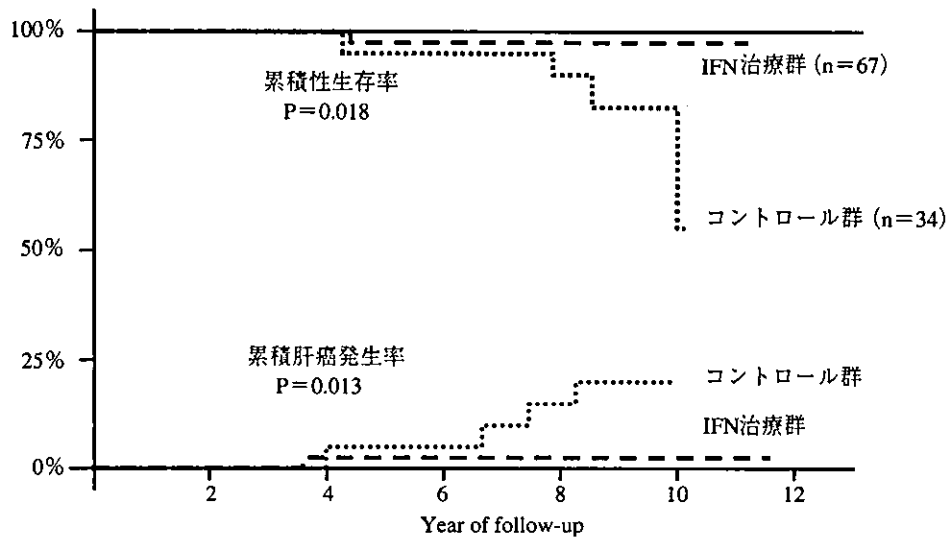 100%
IFN治療群 (n=67)
累積性生存率
P=0.018
75%
コントロール群 (n=34)
50%
累積肝癌発生率
P=0.013
25%
コントロール群
IFN治療群
0%
2 4 6 8 10 12
Year of follow-up